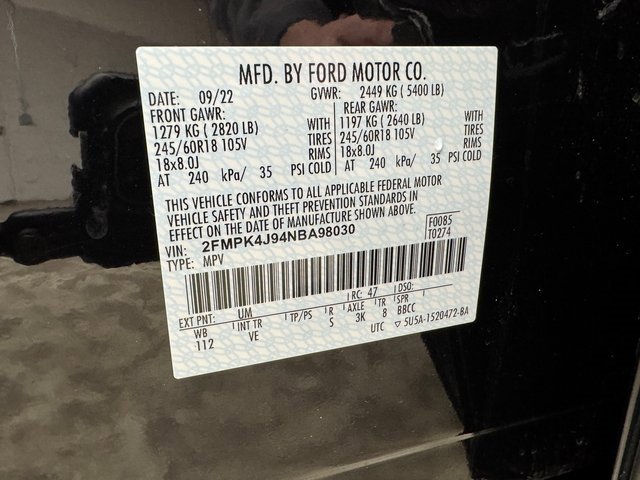 MFD. BY FORD MOTOR CO.
DATE: 09/22 GVWR: 2449 KG ( 5400 LB)
FRONT GAWR: REAR GAWR:
1279 KG ( 2820 LB) WITH 1197 KG ( 2640 LB) WITH
245/60R18 105V TIRES 245/60R18 105V TIRES
18x8.0J RIMS 18x8.0J RIMS
AT 240 kPa/ 35 PSI COLD AT 240 kPa/ 35 PSI COLD
THIS VEHICLE CONFORMS TO ALL APPLICABLE FEDERAL MOTOR
VEHICLE SAFETY AND THEFT PREVENTION STANDARDS IN
EFFECT ON THE DATE OF MANUFACTURE SHOWN ABOVE.
VIN: 2FMPK4J94NBA98030 F0085
TYPE: MPV T0274
EXT PNT: UM RC: 47 DSO:
WB INT TR TP/PS R AXLE TR SPR
112 VE S 3K 8 BBCC
UTC ▽ 5U5A-1520472-BA